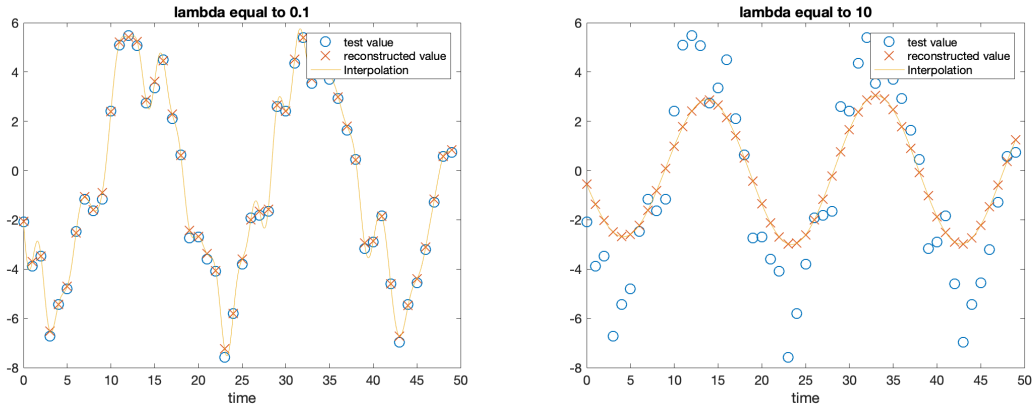 lambda equal to 0.1
test value
reconstructed value
Interpolation
6
4
2
0
-2
-4
-6
-8
0 5 10 15 20 25 30 35 40 45 50
time
lambda equal to 10
test value
reconstructed value
Interpolation
6
4
2
0
-2
-4
-6
-8
0 5 10 15 20 25 30 35 40 45 50
time